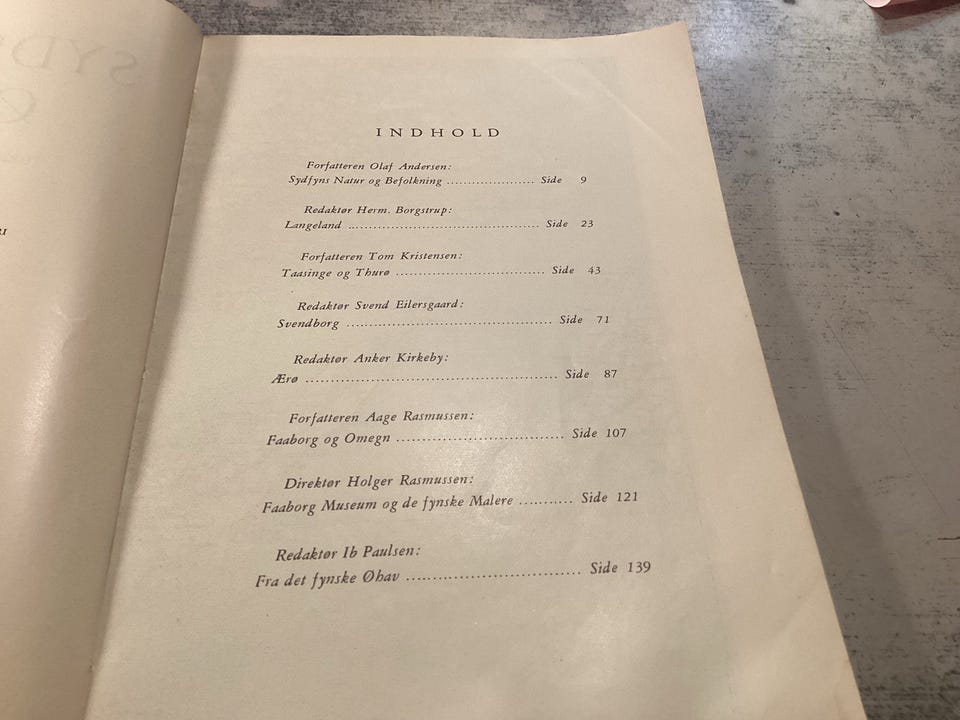 INDHOLD
Forfatteren Olaf Andersen:
Sydfyns Natur og Befolkning ..................... Side 9
Redaktør Herm. Borgstrup:
Langeland .............................................. Side 23
Forfatteren Tom Kristensen:
Taasinge og Thurø .................................... Side 43
Redaktør Svend Eilersgaard:
Svendborg ................................................. Side 71
Redaktør Anker Kirkeby:
Ærø ............................................................ Side 87
Forfatteren Aage Rasmussen:
Faaborg og Omegn ..................................... Side 107
Direktør Holger Rasmussen:
Faaborg Museum og de fynske Malere .......... Side 121
Redaktør Ib Paulsen:
Fra det fynske Øhav ..................................... Side 139